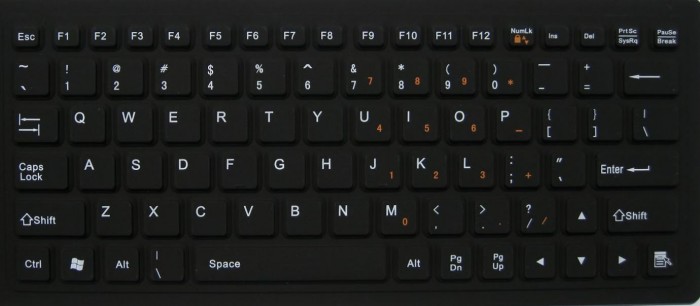 Esc F1 F2 F3 F4 F5 F6 F7 F8 F9 F10 F11 F12 NumLk Ins Del PrtSc SysRq PauSe Break
~ ` ! 1 @ 2 # 3 $ 4 % 5 ^ 6 & 7 7 * 8 8 ( 9 9 ) 0 * — - + =
Q W E R T Y U 4 I 5 O 6 P – { [ } ] | \
Caps Lock A S D F G H J 1 K 2 L 3 : ; + " ' Enter
Shift Z X C V B N M 0 < , > . ? / / Shift
Ctrl Alt | \ Space Alt Pg Dn Pg Up